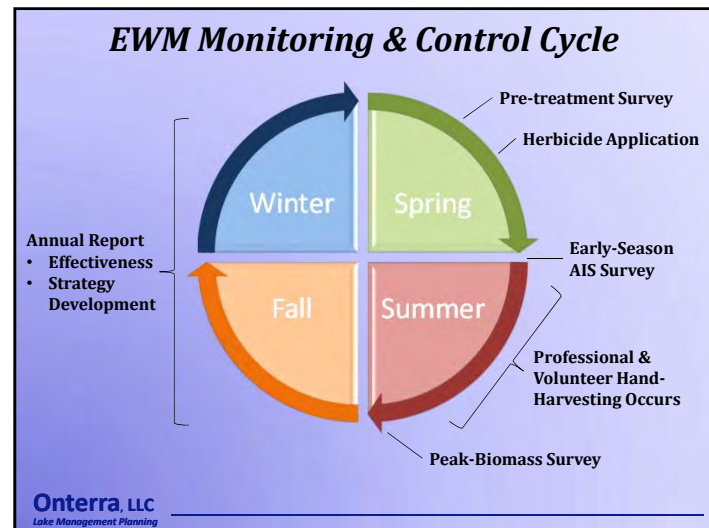 EWM Monitoring & Control Cycle
Pre-treatment Survey
Herbicide Application
Winter
Spring
Annual Report
• Effectiveness
• Strategy
Development
Early-Season
AIS Survey
Fall
Summer
Professional &
Volunteer Hand-
Harvesting Occurs
Peak-Biomass Survey
Onterra, LLC
Lake Management Planning